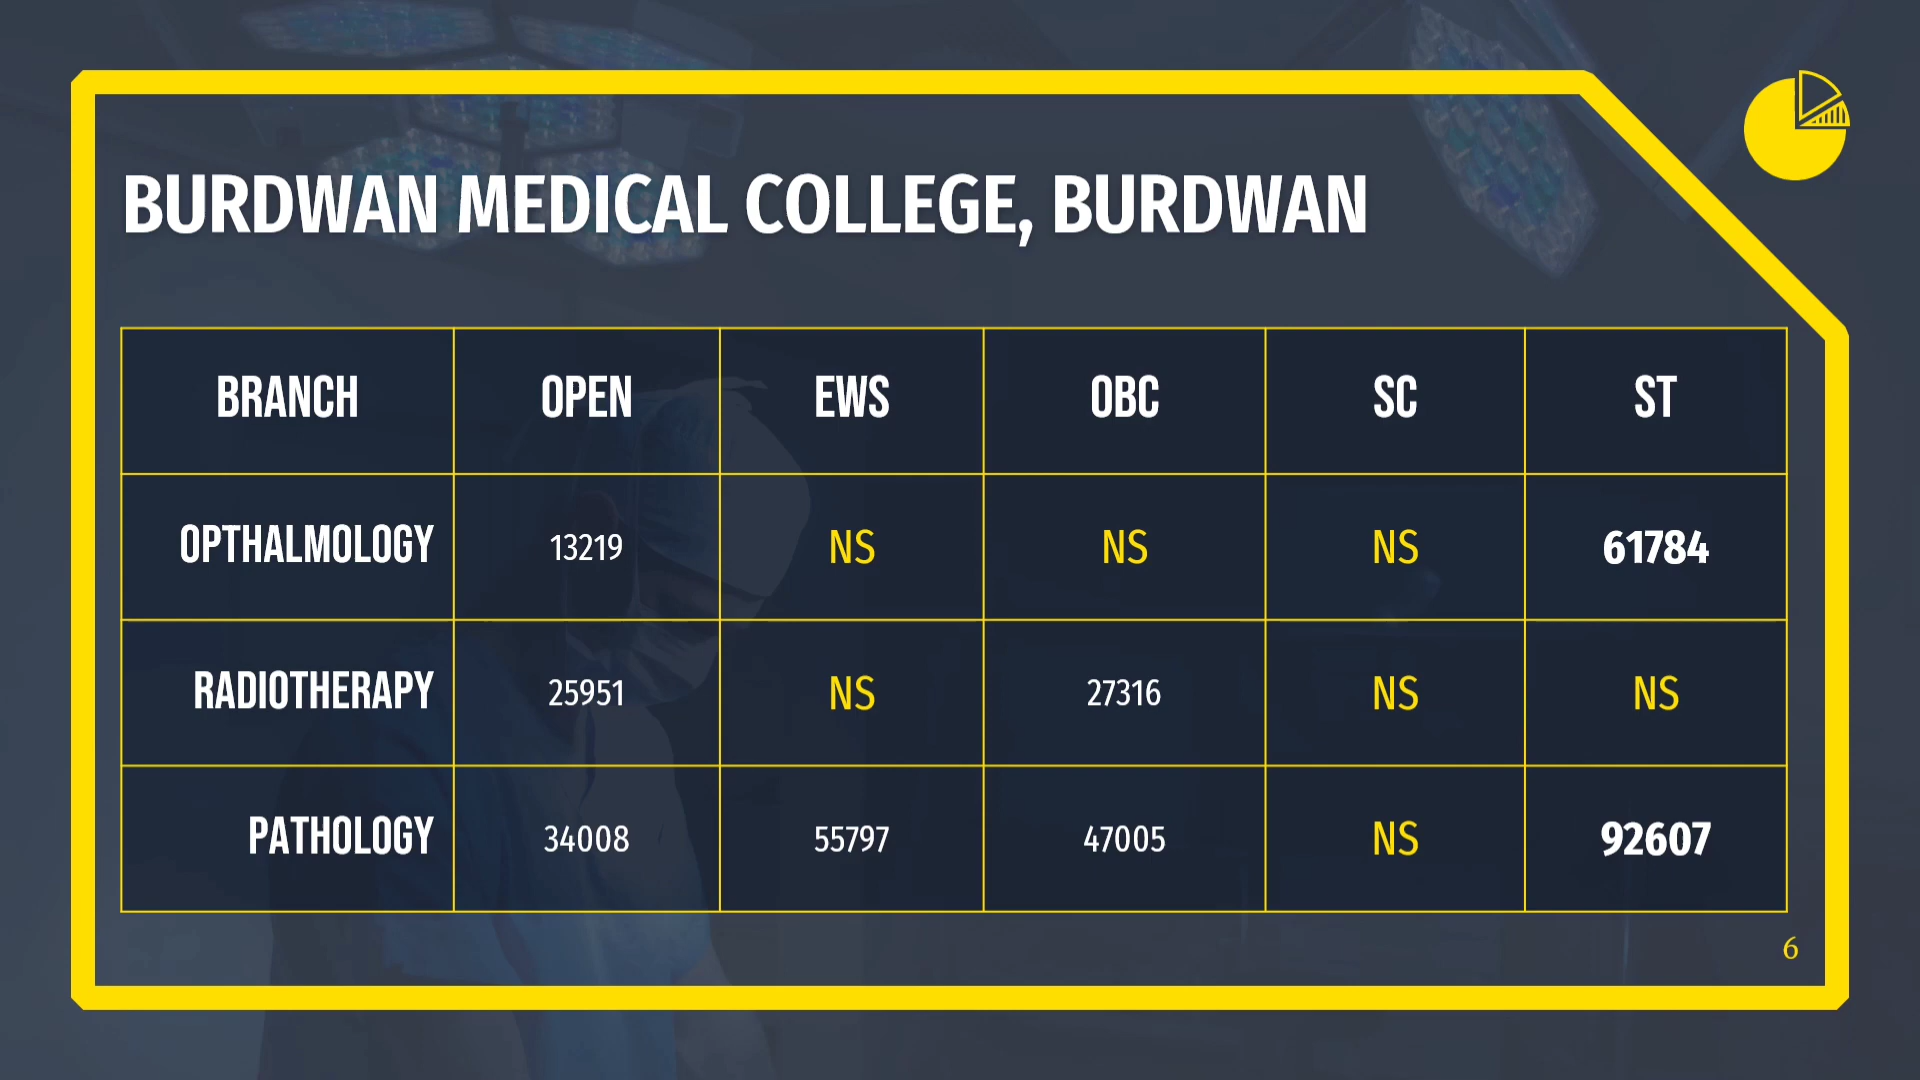 BURDWAN MEDICAL COLLEGE, BURDWAN
BRANCH OPEN EWS OBC SC ST
OPTHALMOLOGY 13219 NS NS NS 61784
RADIOTHERAPY 25951 NS 27316 NS NS
PATHOLOGY 34008 55797 47005 NS 92607
6